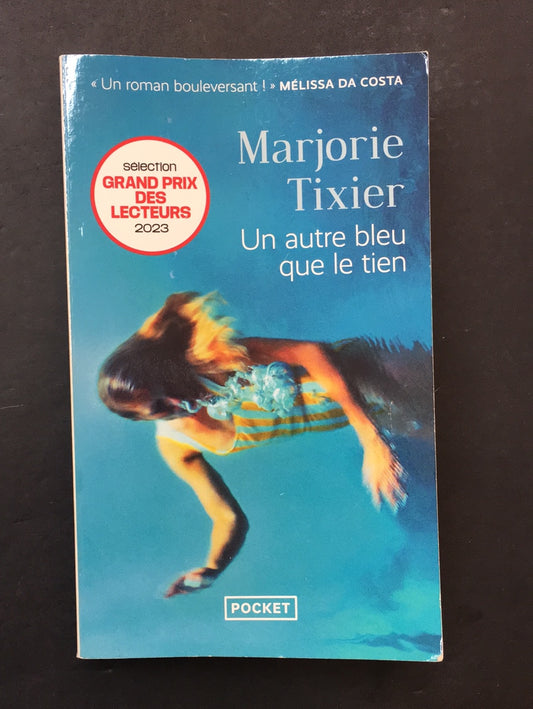 « Un roman bouleversant ! » MÉLISSA DA COSTA
Marjorie
Tixier
Un autre bleu
que le tien
sélection
GRAND PRIX
DES
LECTEURS
2023
POCKET